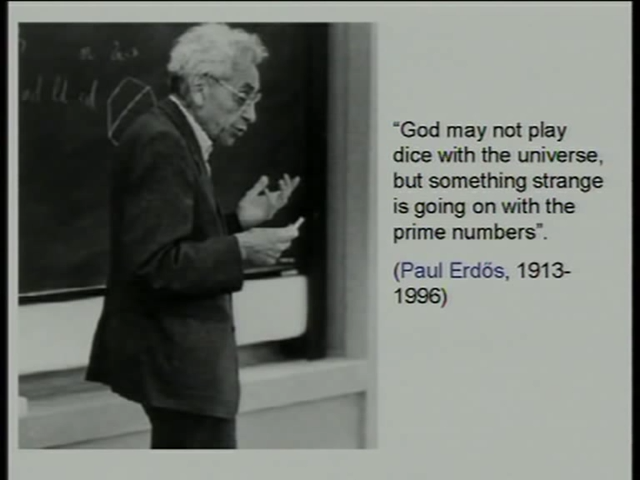 “God may not play
dice with the universe,
but something strange
is going on with the
prime numbers”.
(Paul Erdős, 1913-
1996)